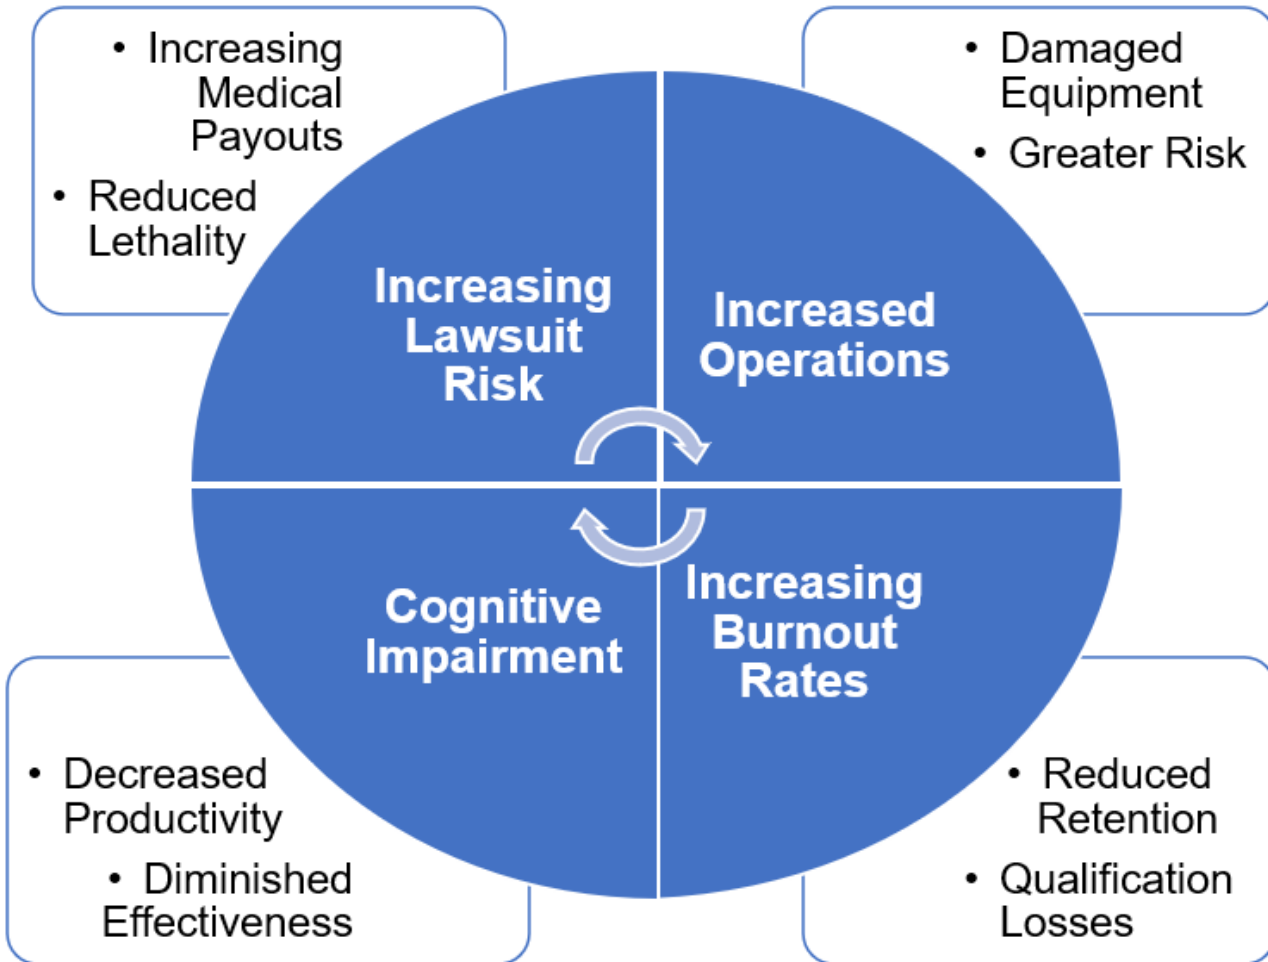 • Increasing
Medical
Payouts
• Reduced
Lethality
• Damaged
Equipment
• Greater Risk
Increasing
Lawsuit
Risk
Increased
Operations
Cognitive
Impairment
Increasing
Burnout
Rates
• Decreased
Productivity
• Diminished
Effectiveness
• Reduced
Retention
• Qualification
Losses